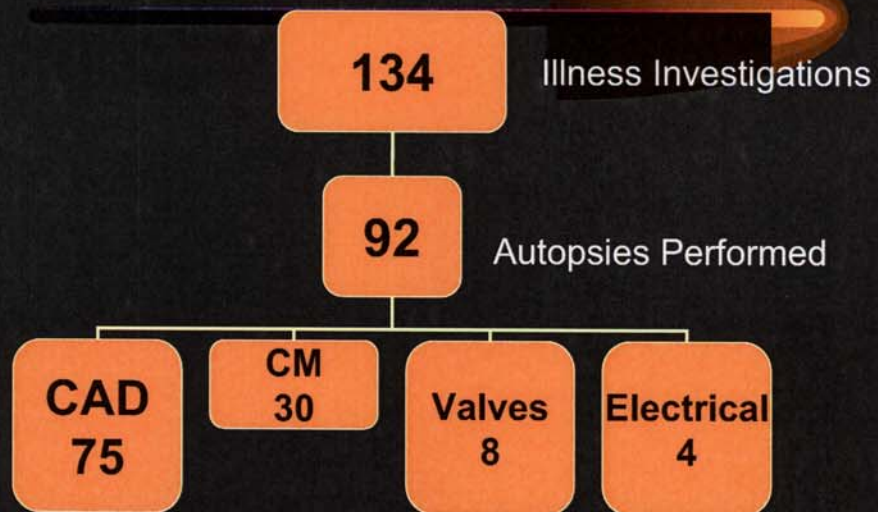 134
Illness Investigations
92
Autopsies Performed
CAD
75
CM
30
Valves
8
Electrical
4